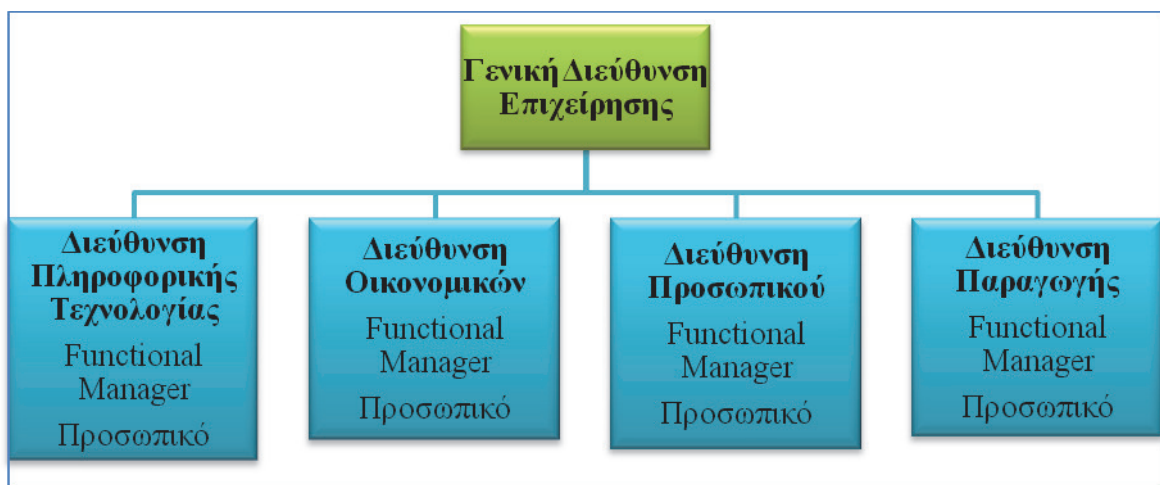 Γενική Διεύθυνση
Επιχείρησης
Διεύθυνση
Πληροφορικής
Τεχνολογίας
Functional
Manager
Προσωπικό
Διεύθυνση
Οικονομικών
Functional
Manager
Προσωπικό
Διεύθυνση
Προσωπικού
Functional
Manager
Προσωπικό
Διεύθυνση
Παραγωγής
Functional
Manager
Προσωπικό